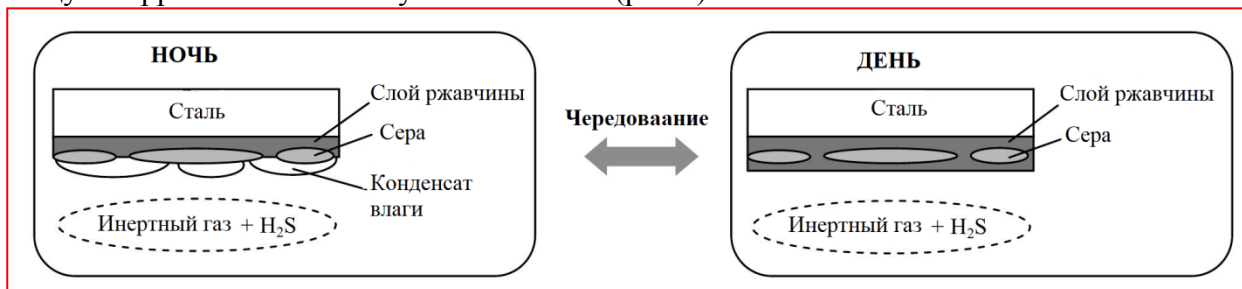 НОЧЬ
Сталь
Слой ржавчины
Сера
Конденсат
влаги
Инертный газ + H₂S
Чередоваание
ДЕНЬ
Сталь
Слой ржавчины
Сера
Инертный газ + H₂S